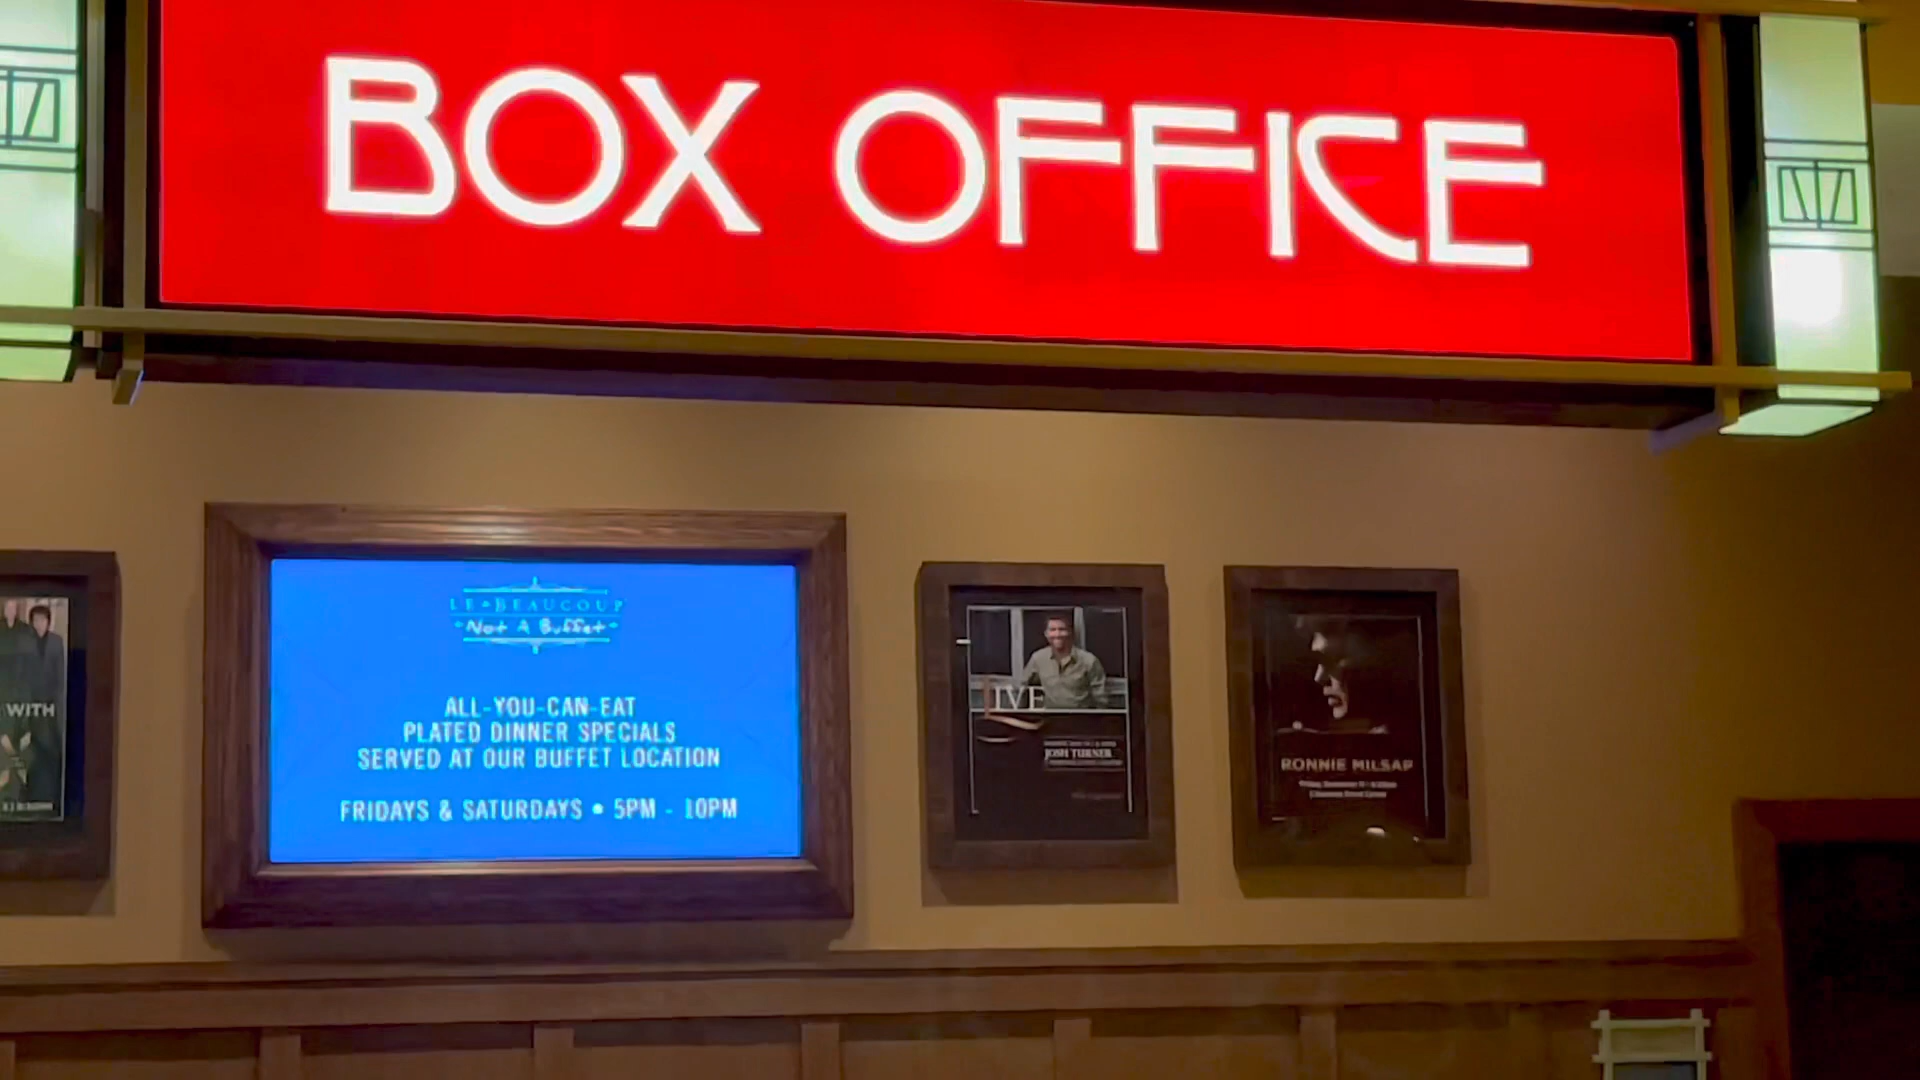 BOX OFFICE
LE BEAUCOUP
Not A Buffet
ALL-YOU-CAN-EAT
PLATED DINNER SPECIALS
SERVED AT OUR BUFFET LOCATION
FRIDAYS & SATURDAYS • 5PM - 10PM
WITH
LIVE
JOSH TURNER
RONNIE MILSAP